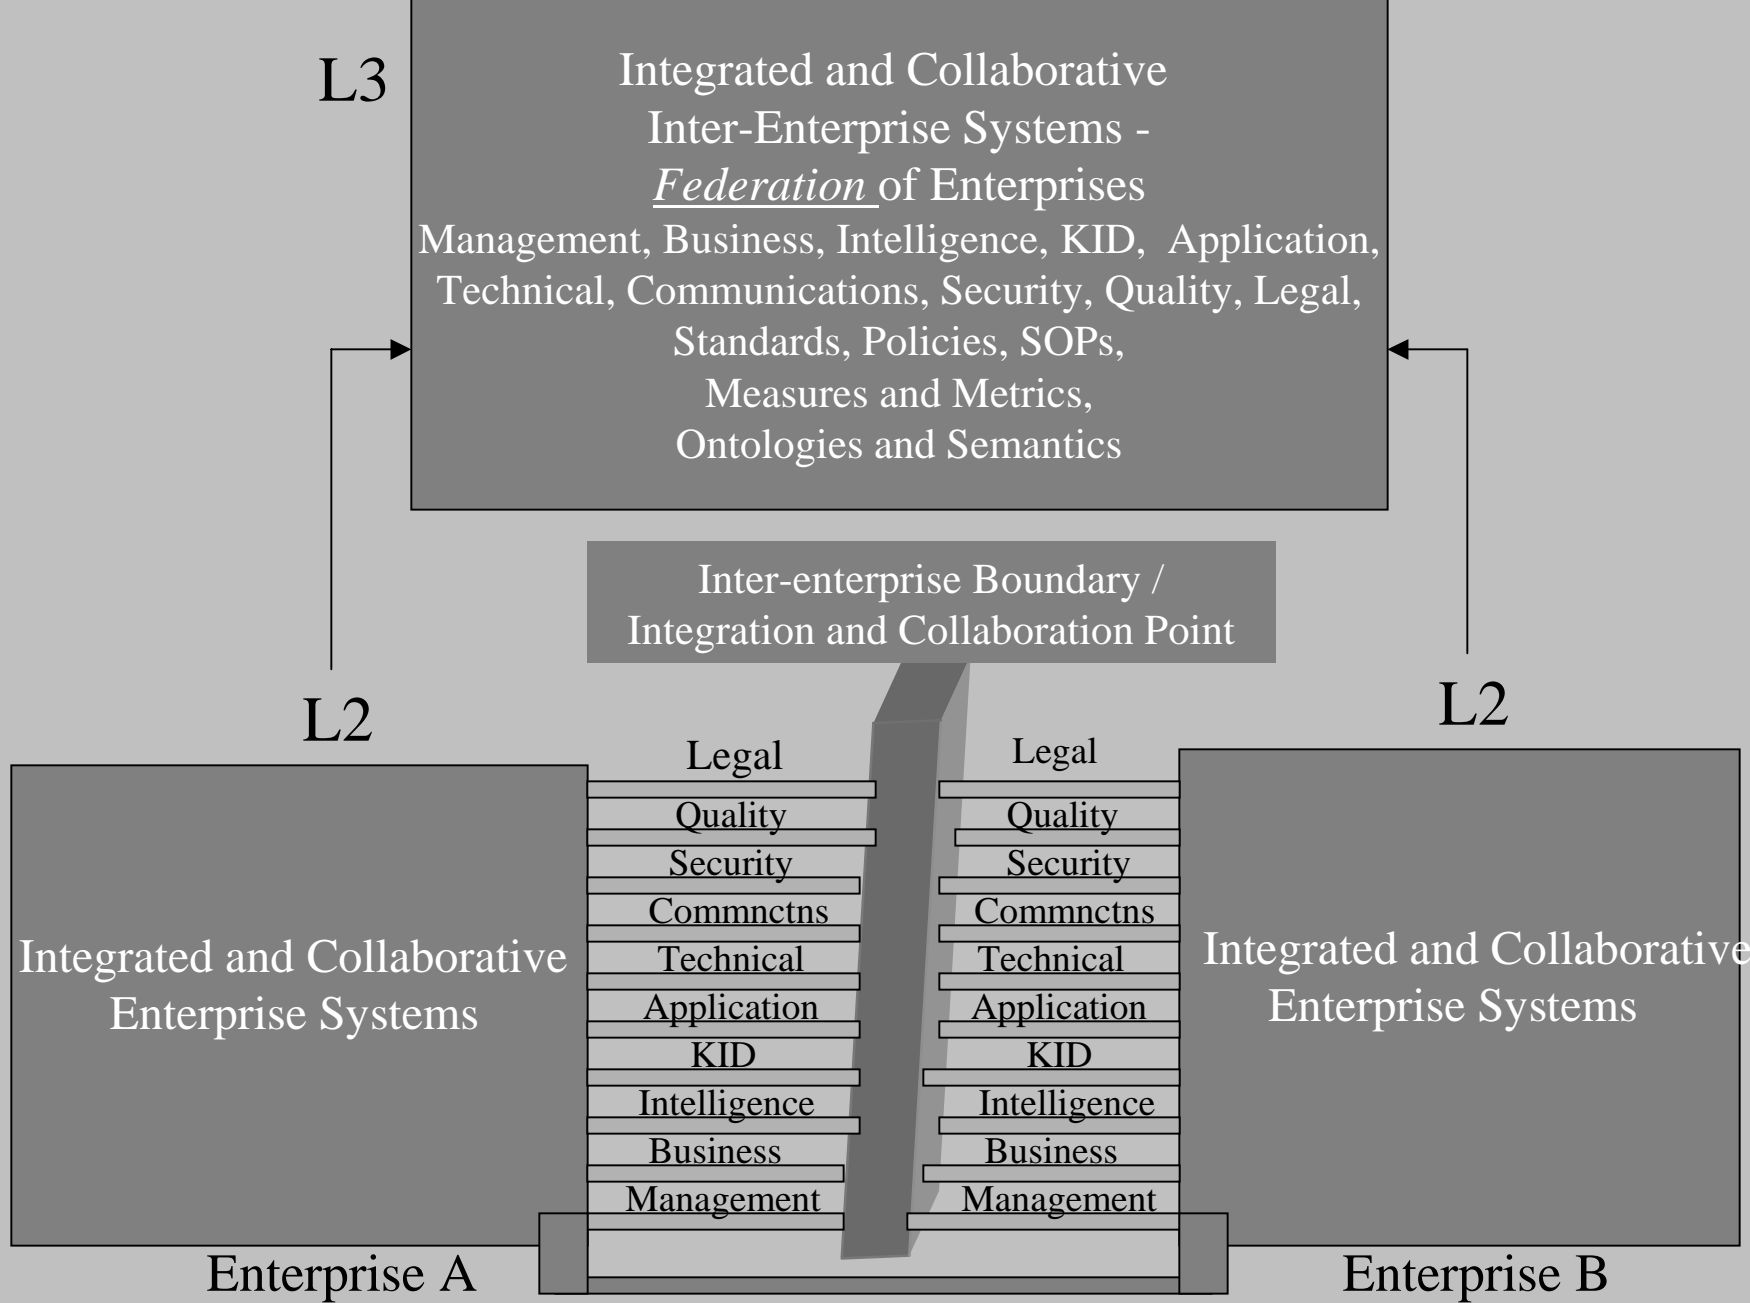 L3
Integrated and Collaborative
Inter-Enterprise Systems -
Federation of Enterprises
Management, Business, Intelligence, KID, Application,
Technical, Communications, Security, Quality, Legal,
Standards, Policies, SOPs,
Measures and Metrics,
Ontologies and Semantics
Inter-enterprise Boundary /
Integration and Collaboration Point
L2
L2
Integrated and Collaborative
Enterprise Systems
Legal
Quality
Security
Commnctns
Technical
Application
KID
Intelligence
Business
Management
Legal
Quality
Security
Commnctns
Technical
Application
KID
Intelligence
Business
Management
Integrated and Collaborative
Enterprise Systems
Enterprise A
Enterprise B